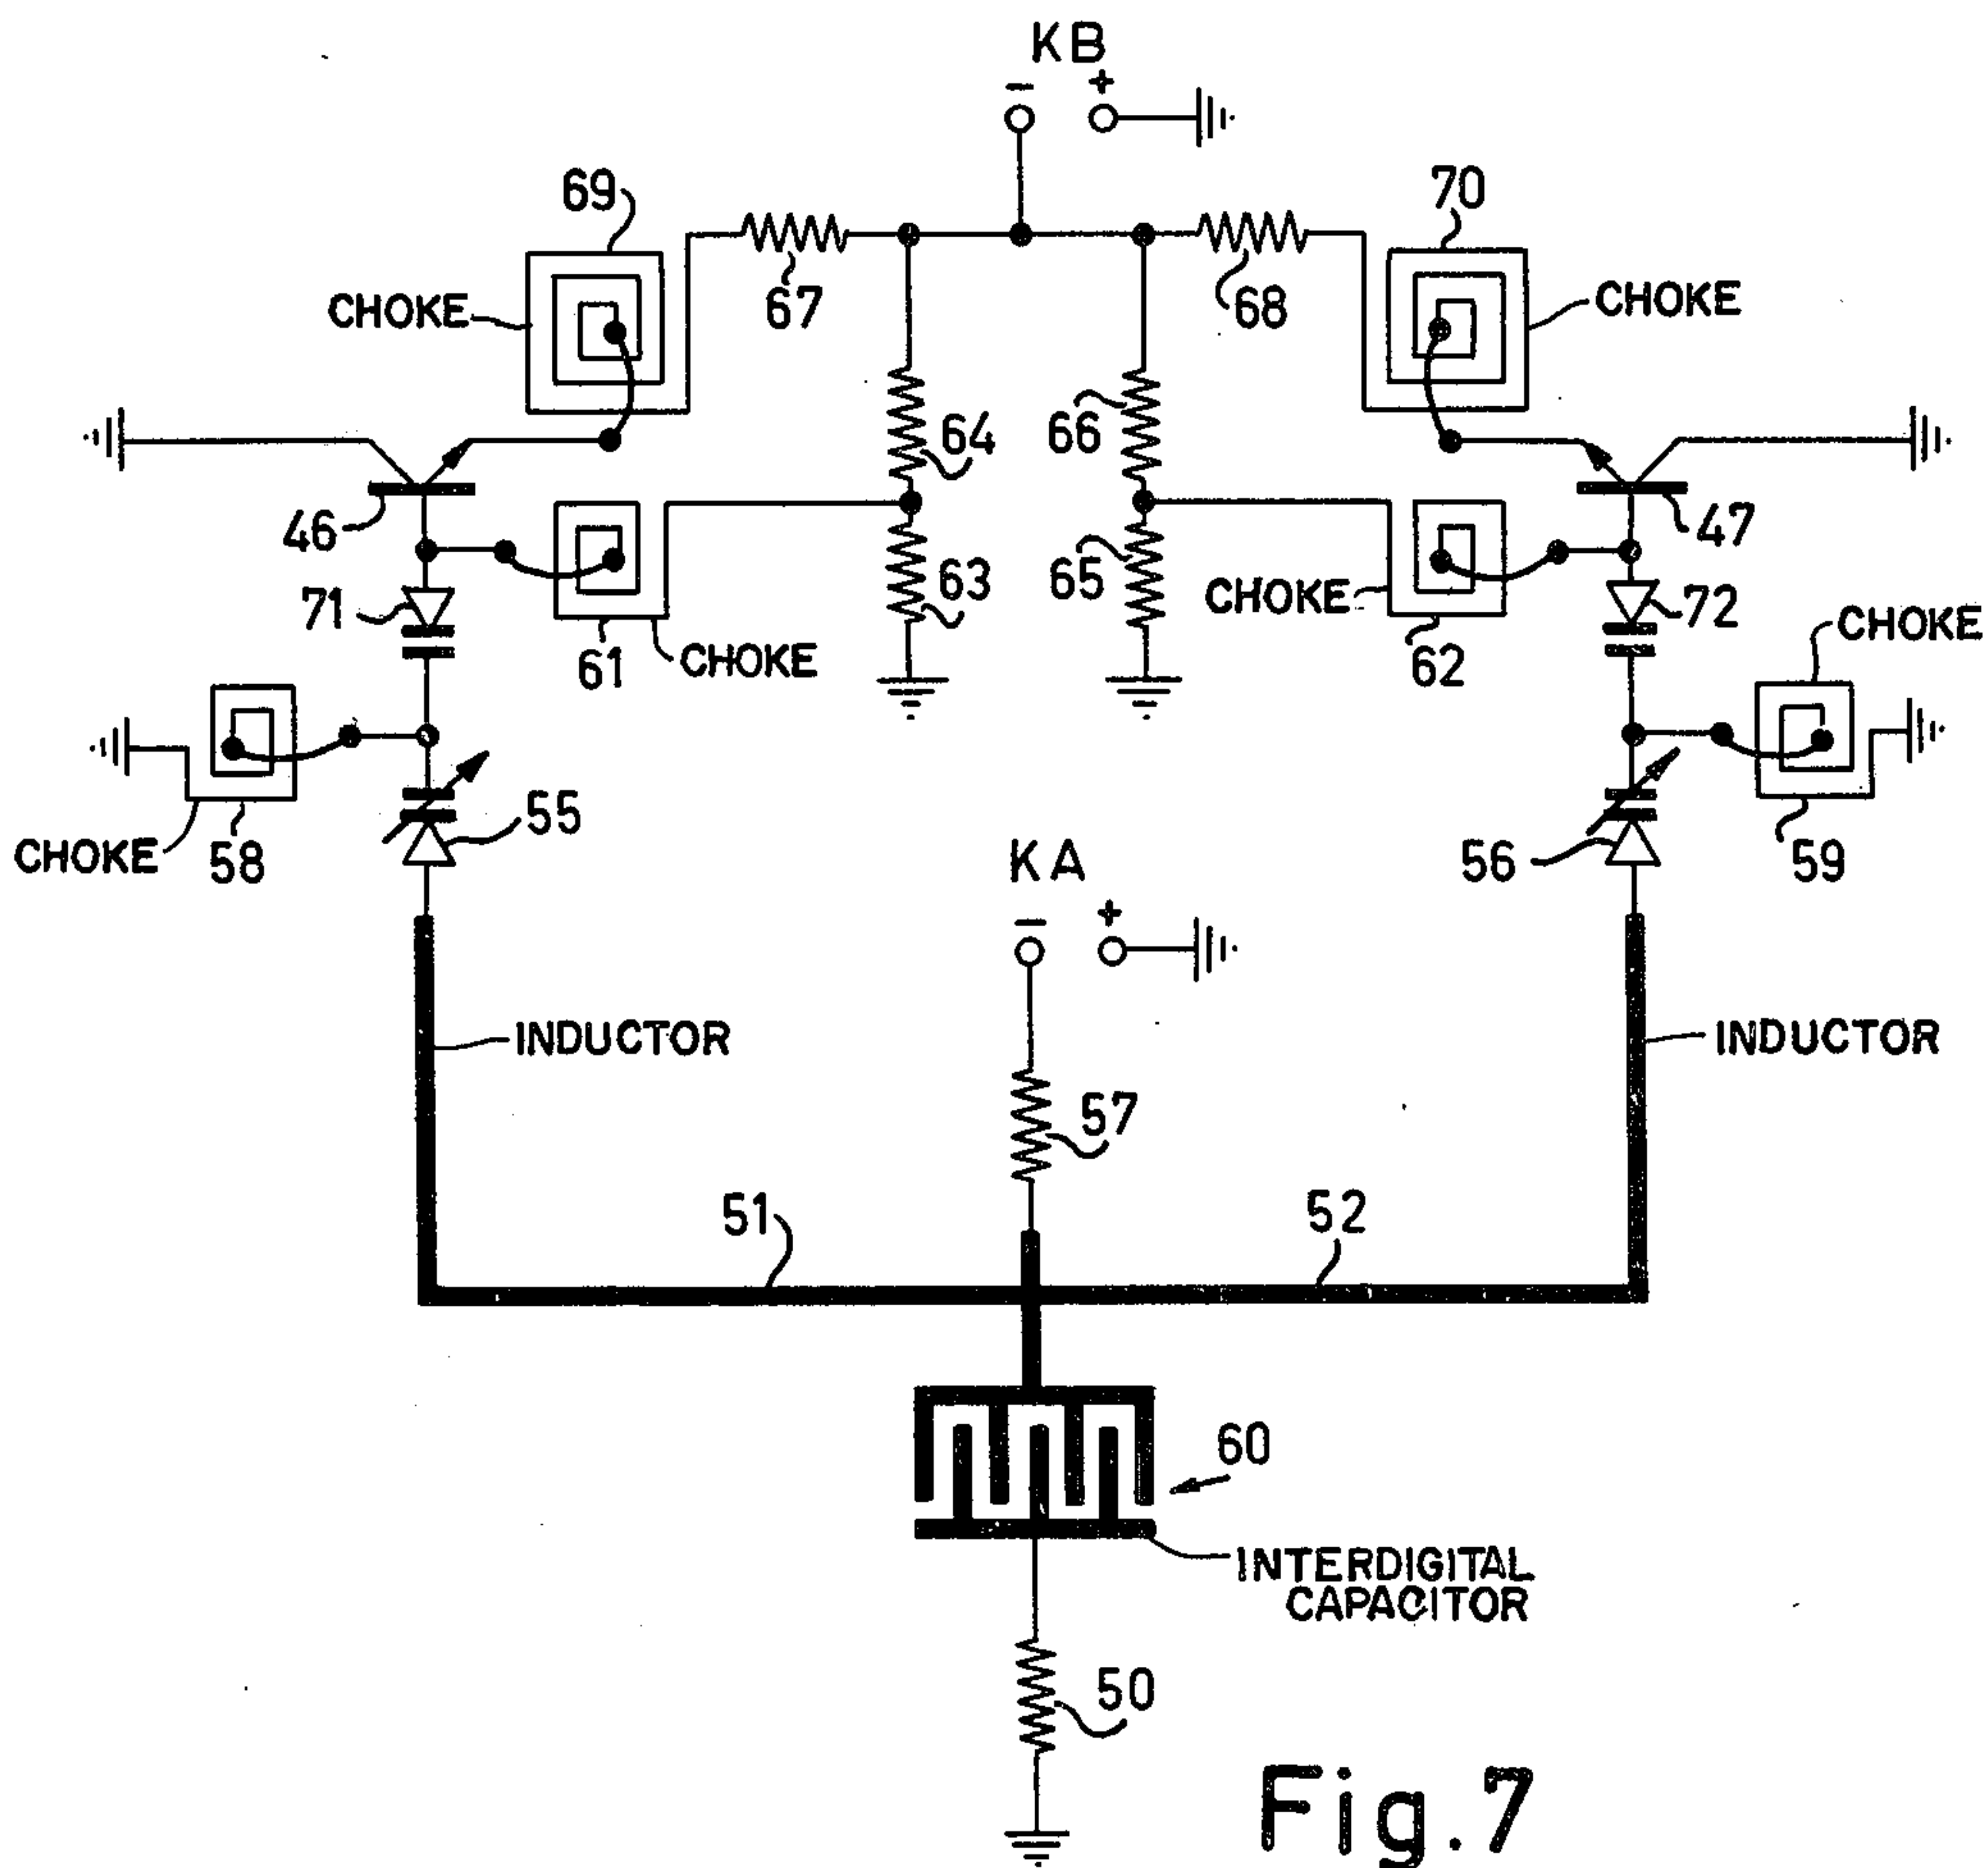 KB
- +
69
70
CHOKE
67
68
CHOKE
64
66
46
47
71
63
65
CHOKE
72
61
CHOKE
62
CHOKE
55
CHOKE
58
KA
56
59
- +
INDUCTOR
INDUCTOR
57
51
52
60
INTERDIGITAL
CAPACITOR
50
Fig.7